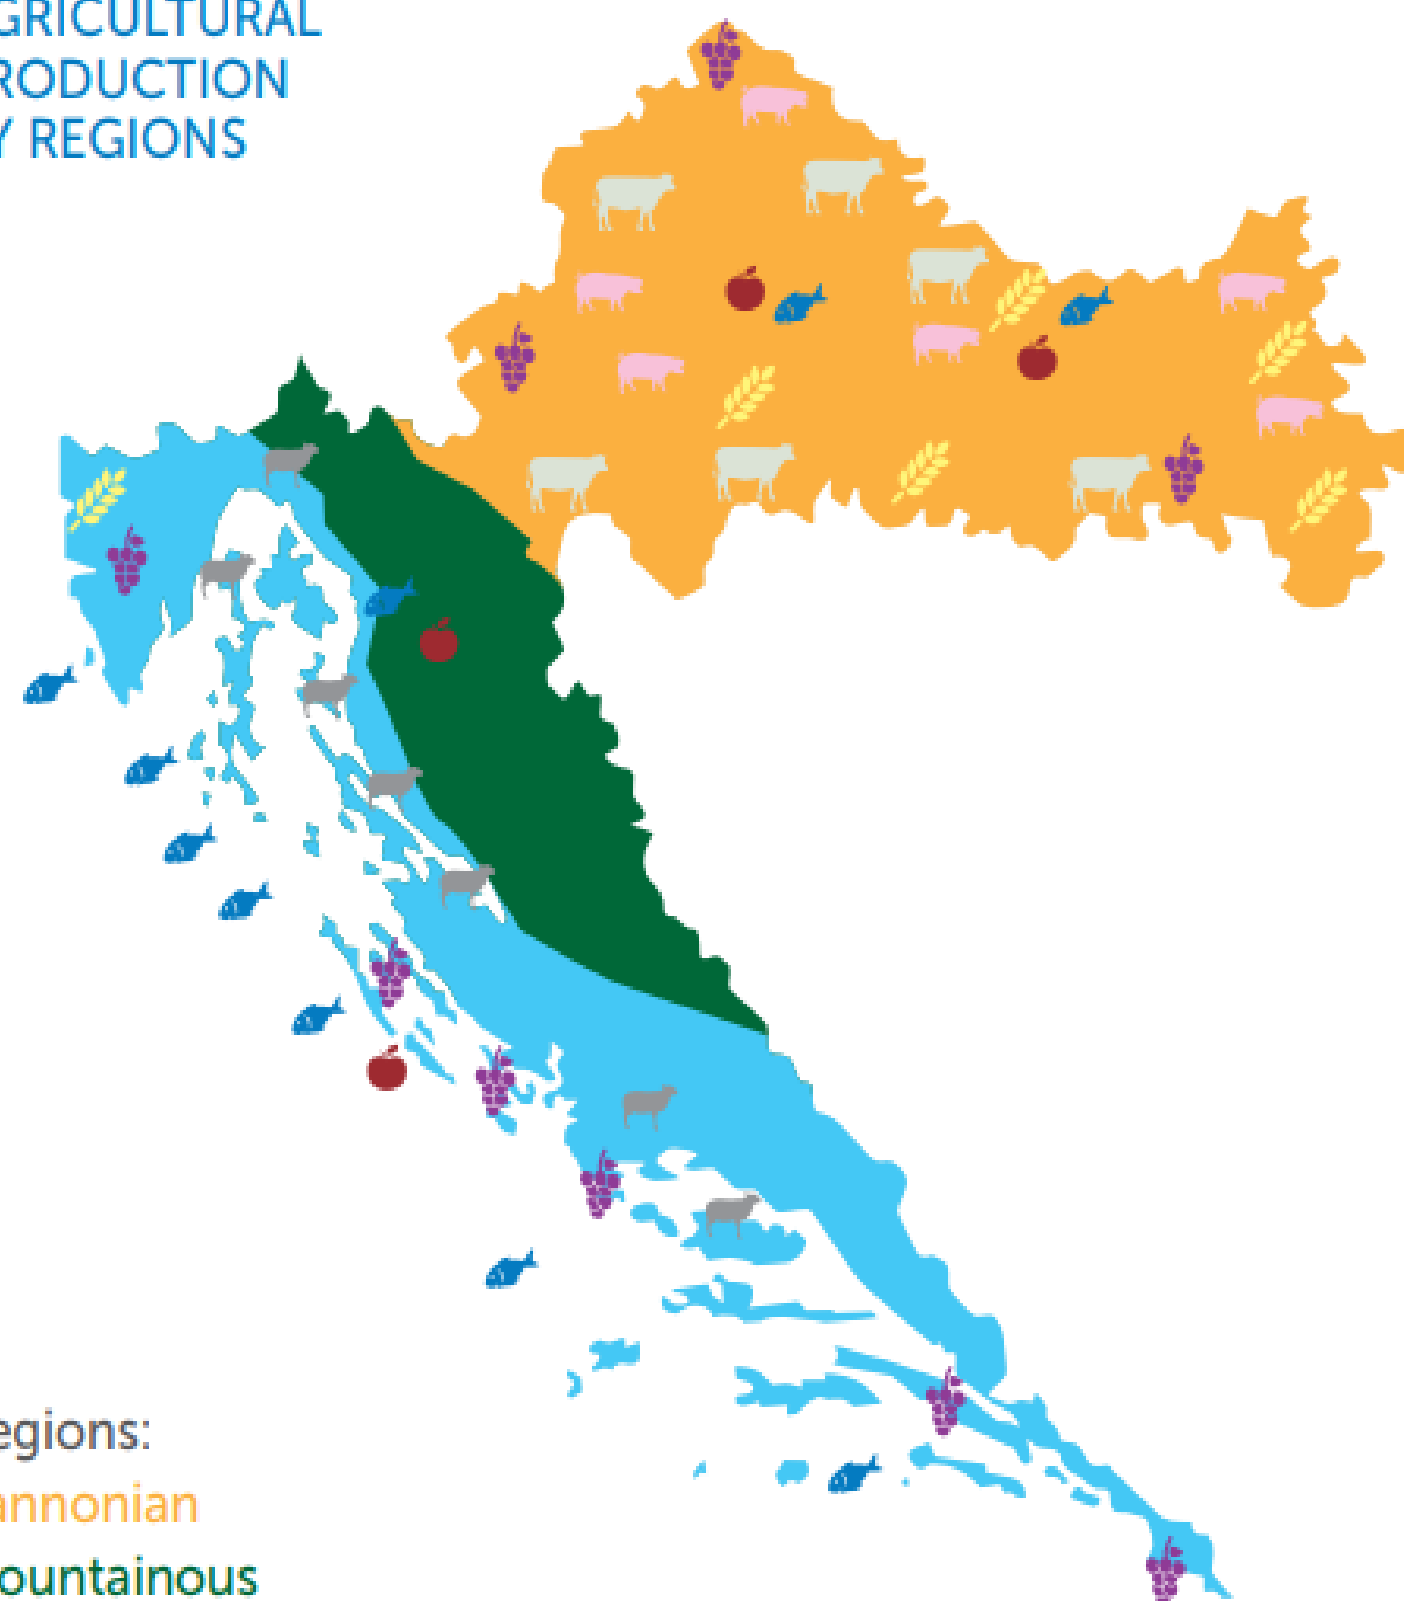 GRICULTURAL
RODUCTION
Y REGIONS
egions:
annonian
ountainous